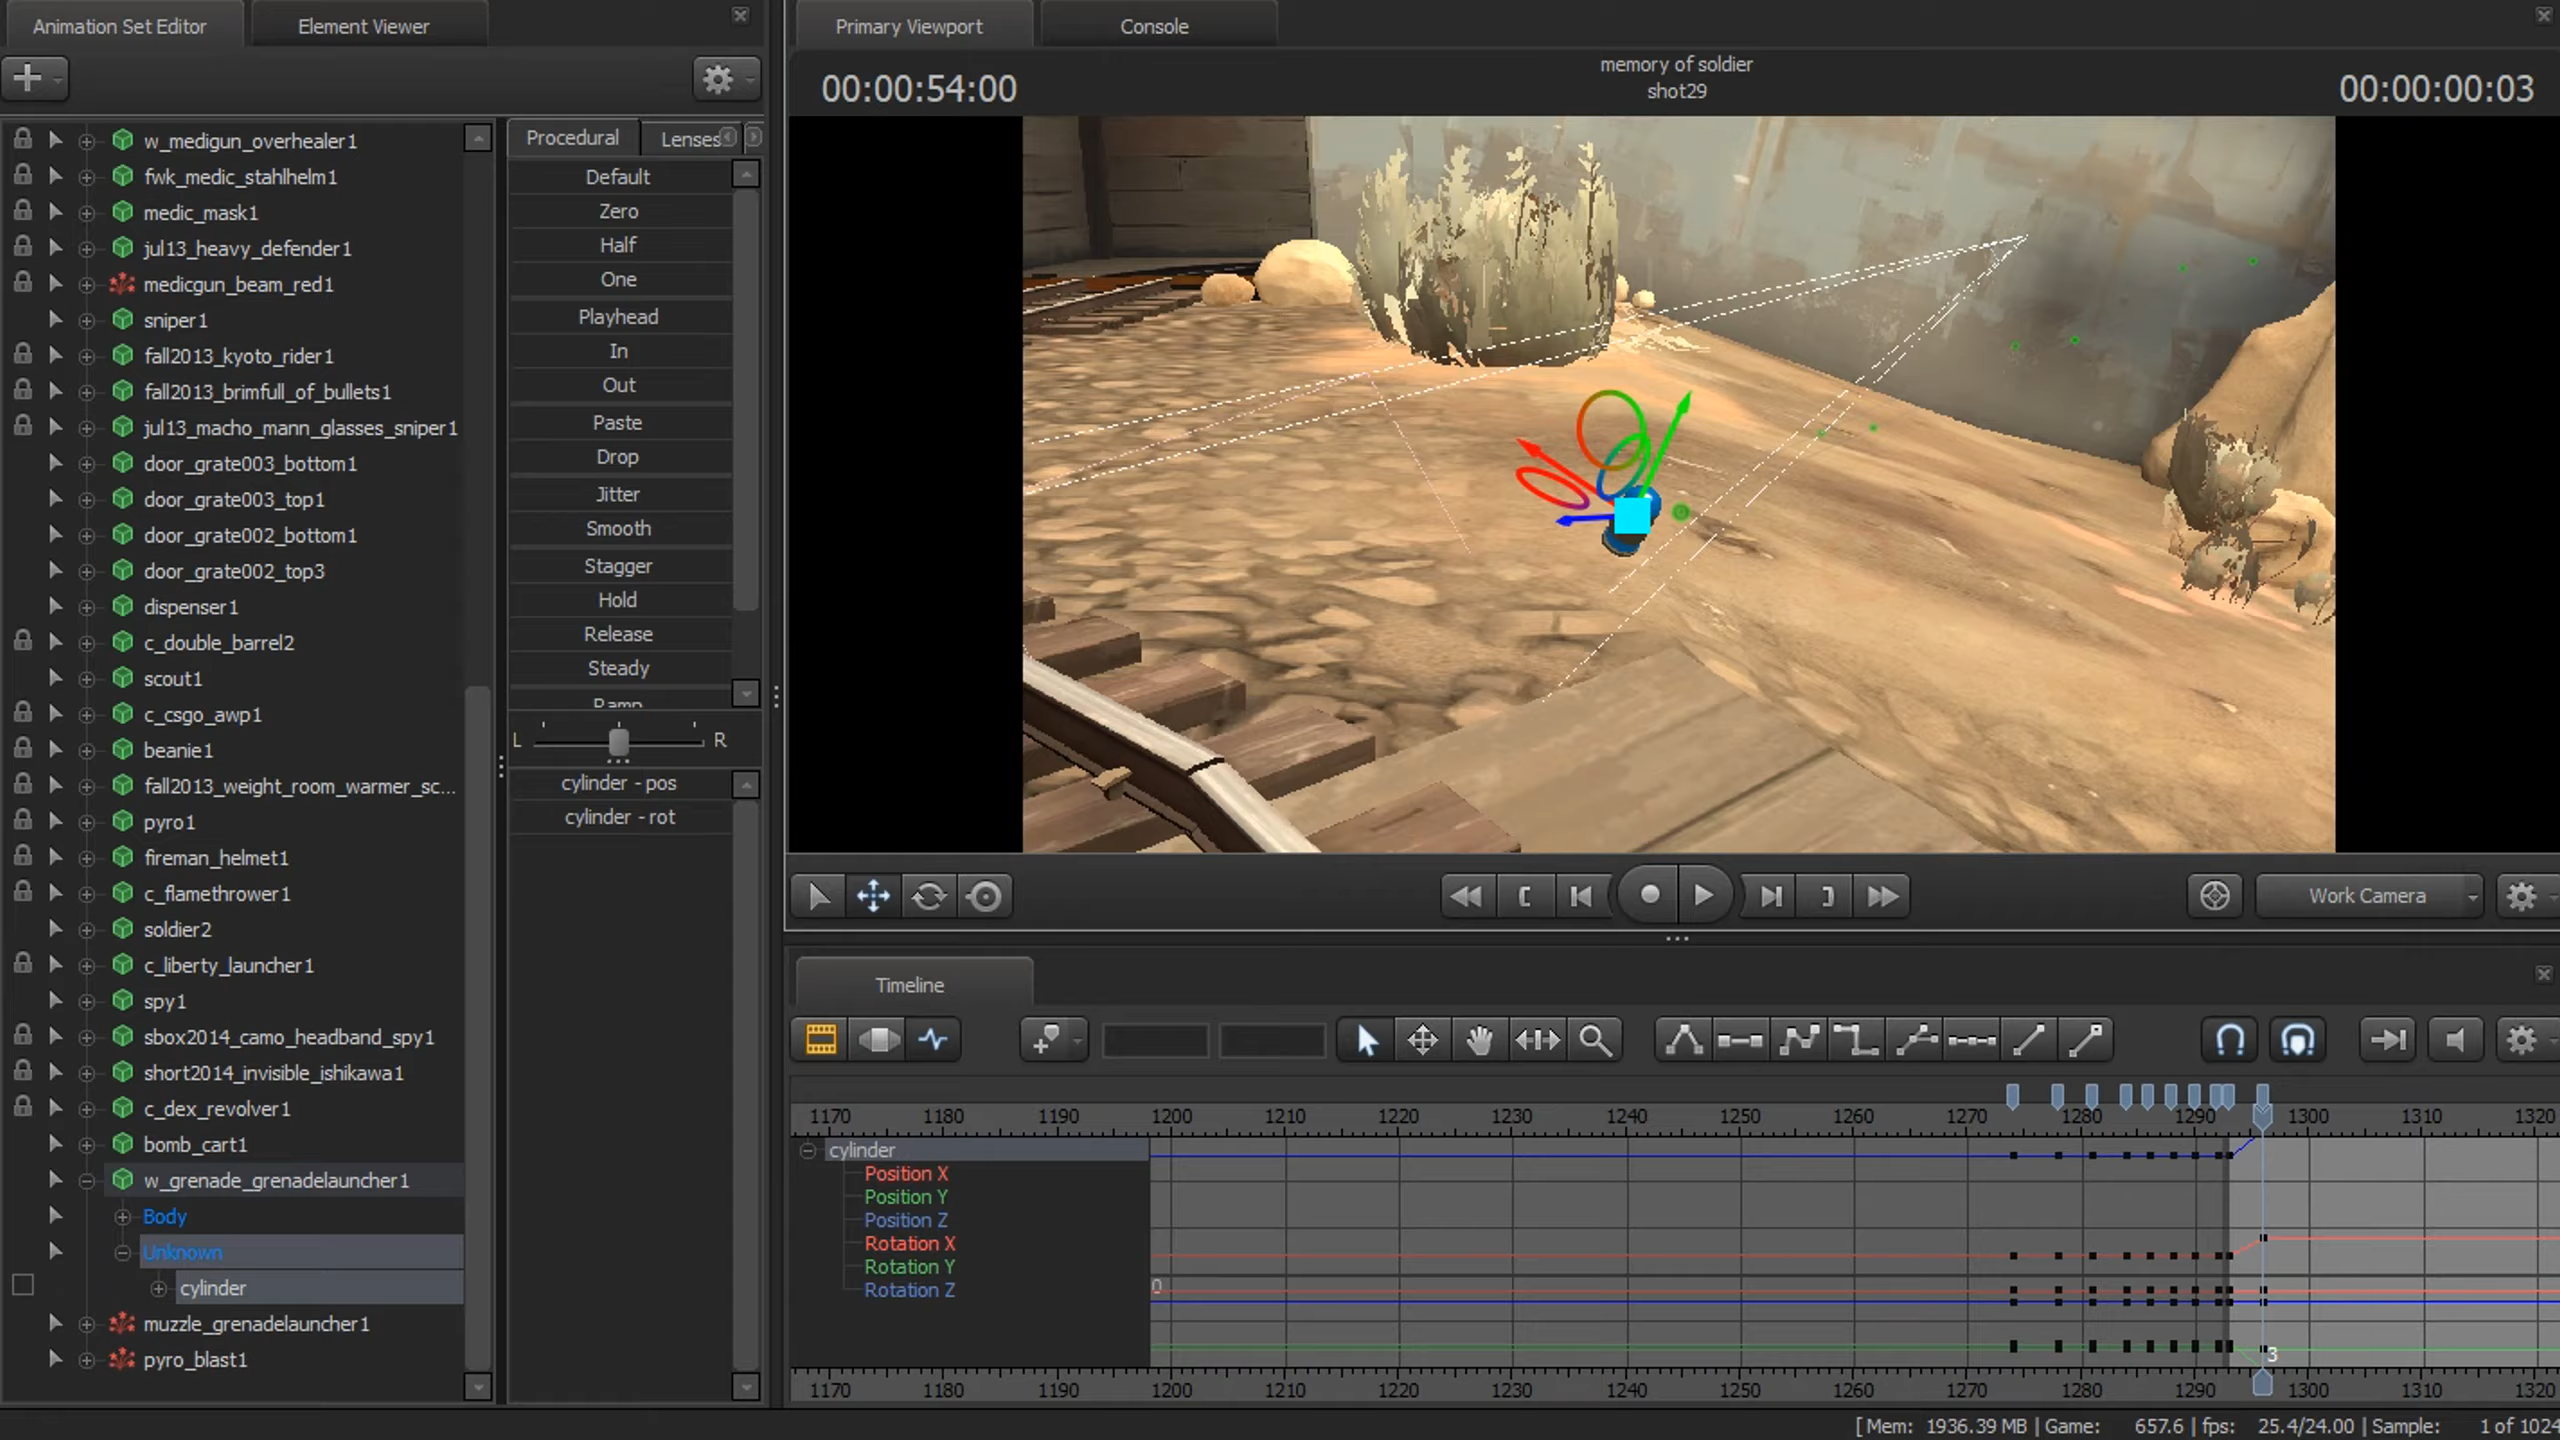 Animation Set Editor
Element Viewer
w_medigun_overhealer1
fwk_medic_stahlhelm1
medic_mask1
jul13_heavy_defender1
medicgun_beam_red1
sniper1
fall2013_kyoto_rider1
fall2013_brimfull_of_bullets1
jul13_macho_mann_glasses_sniper1
door_grate003_bottom1
door_grate003_top1
door_grate002_bottom1
door_grate002_top3
dispenser1
c_double_barrel2
scout1
c_csgo_awp1
beanie1
fall2013_weight_room_warmer_sc...
pyro1
fireman_helmet1
c_flamethrower1
soldier2
c_liberty_launcher1
spy1
sbox2014_camo_headband_spy1
short2014_invisible_ishikawa1
c_dex_revolver1
bomb_cart1
w_grenade_grenadelauncher1
Body
Unknown
cylinder
muzzle_grenadelauncher1
pyro_blast1
Procedural
Lenses
Default
Zero
Half
One
Playhead
In
Out
Paste
Drop
Jitter
Smooth
Stagger
Hold
Release
Steady
Ramp
L R
cylinder - pos
cylinder - rot
Primary Viewport
Console
00:00:54:00
memory of soldier
shot29
00:00:00:03
Work Camera
Timeline
1170 1180 1190 1200 1210 1220 1230 1240 1250 1260 1270 1280 1290 1300 1310 1320
cylinder
Position X
Position Y
Position Z
Rotation X
Rotation Y
Rotation Z
0
3
1170 1180 1190 1200 1210 1220 1230 1240 1250 1260 1270 1280 1290 1300 1310 1320
[ Mem: 1936.39 MB | Game: 657.6 | fps: 25.4/24.00 | Sample: 1 of 1024